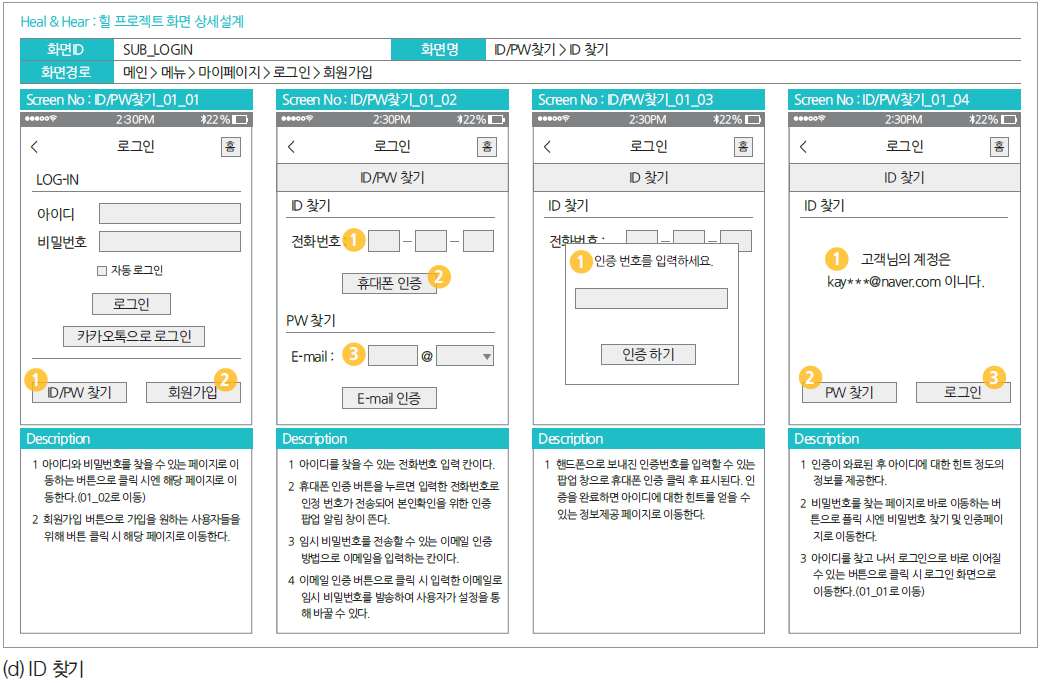 Heal & Hear : 힐 프로젝트 화면 상세설계
화면ID SUB_LOGIN 화면명 ID/PW찾기 > ID 찾기
화면경로 메인 > 메뉴 > 마이페이지 > 로그인 > 회원가입
Screen No : ID/PW찾기_01_01
2:30PM 22%
< 로그인 홈
LOG-IN
아이디
비밀번호
자동 로그인
로그인
카카오톡으로 로그인
1 ID/PW 찾기
회원가입 2
Description
1 아이디와 비밀번호를 찾을 수 있는 페이지로 이
동하는 버튼으로 클릭 시엔 해당 페이지로 이
동한다.(01_02로 이동)
2 회원가입 버튼으로 가입을 원하는 사용자들을
위해 버튼 클릭 시 해당 페이지로 이동한다.
Screen No : ID/PW찾기_01_02
2:30PM 22%
< 로그인 홈
ID/PW 찾기
ID 찾기
전화번호 : 1 – –
휴대폰 인증 2
PW 찾기
E-mail : 3 @
E-mail 인증
Description
1 아이디를 찾을 수 있는 전화번호 입력 칸이다.
2 휴대폰 인증 버튼을 누르면 입력한 전화번호로
인정 번호가 전송되어 본인확인을 위한 인증
팝업 알림 창이 뜬다.
3 임시 비밀번호를 전송할 수 있는 이메일 인증
방법으로 이메일을 입력하는 칸이다.
4 이메일 인증 버튼으로 클릭 시 입력한 이메일로
임시 비밀번호를 발송하여 사용자가 설정을 통
해 바꿀 수 있다.
Screen No : ID/PW찾기_01_03
2:30PM 22%
< 로그인 홈
ID 찾기
ID 찾기
전화번호 : – –
1 인증 번호를 입력하세요.
인증 하기
Description
1 핸드폰으로 보내진 인증번호를 입력할 수 있는
팝업 창으로 휴대폰 인증 클릭 후 표시된다. 인
증을 완료하면 아이디에 대한 힌트를 얻을 수
있는 정보제공 페이지로 이동한다.
Screen No : ID/PW찾기_01_04
2:30PM 22%
< 로그인 홈
ID 찾기
ID 찾기
1 고객님의 계정은
kay***@naver.com 이니다.
2 PW 찾기
로그인 3
Description
1 인증이 와료된 후 아이디에 대한 힌트 정도의
정보를 제공한다.
2 비밀번호를 찾는 페이지로 바로 이동하는 버
튼으로 플릭 시엔 비밀번호 찾기 및 인증페이
지로 이동한다.
3 아이디를 찾고 나서 로그인으로 바로 이어질
수 있는 버튼으로 클릭 시 로그인 화면으로
이동한다.(01_01로 이동)
(d) ID 찾기